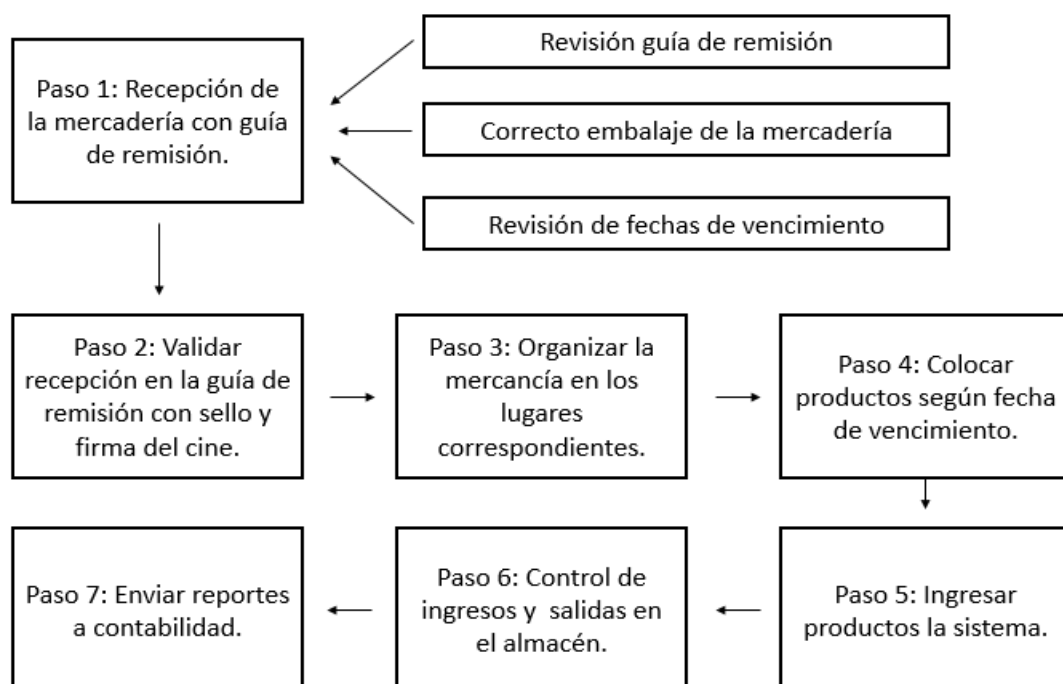 Paso 1: Recepción de
la mercadería con guía
de remisión.
Revisión guía de remisión
Correcto embalaje de la mercadería
Revisión de fechas de vencimiento
Paso 2: Validar
recepción en la guía de
remisión con sello y
firma del cine.
Paso 3: Organizar la
mercancía en los
lugares
correspondientes.
Paso 4: Colocar
productos según fecha
de vencimiento.
Paso 5: Ingresar
productos la sistema.
Paso 6: Control de
ingresos y  salidas en
el almacén.
Paso 7: Enviar reportes
a contabilidad.